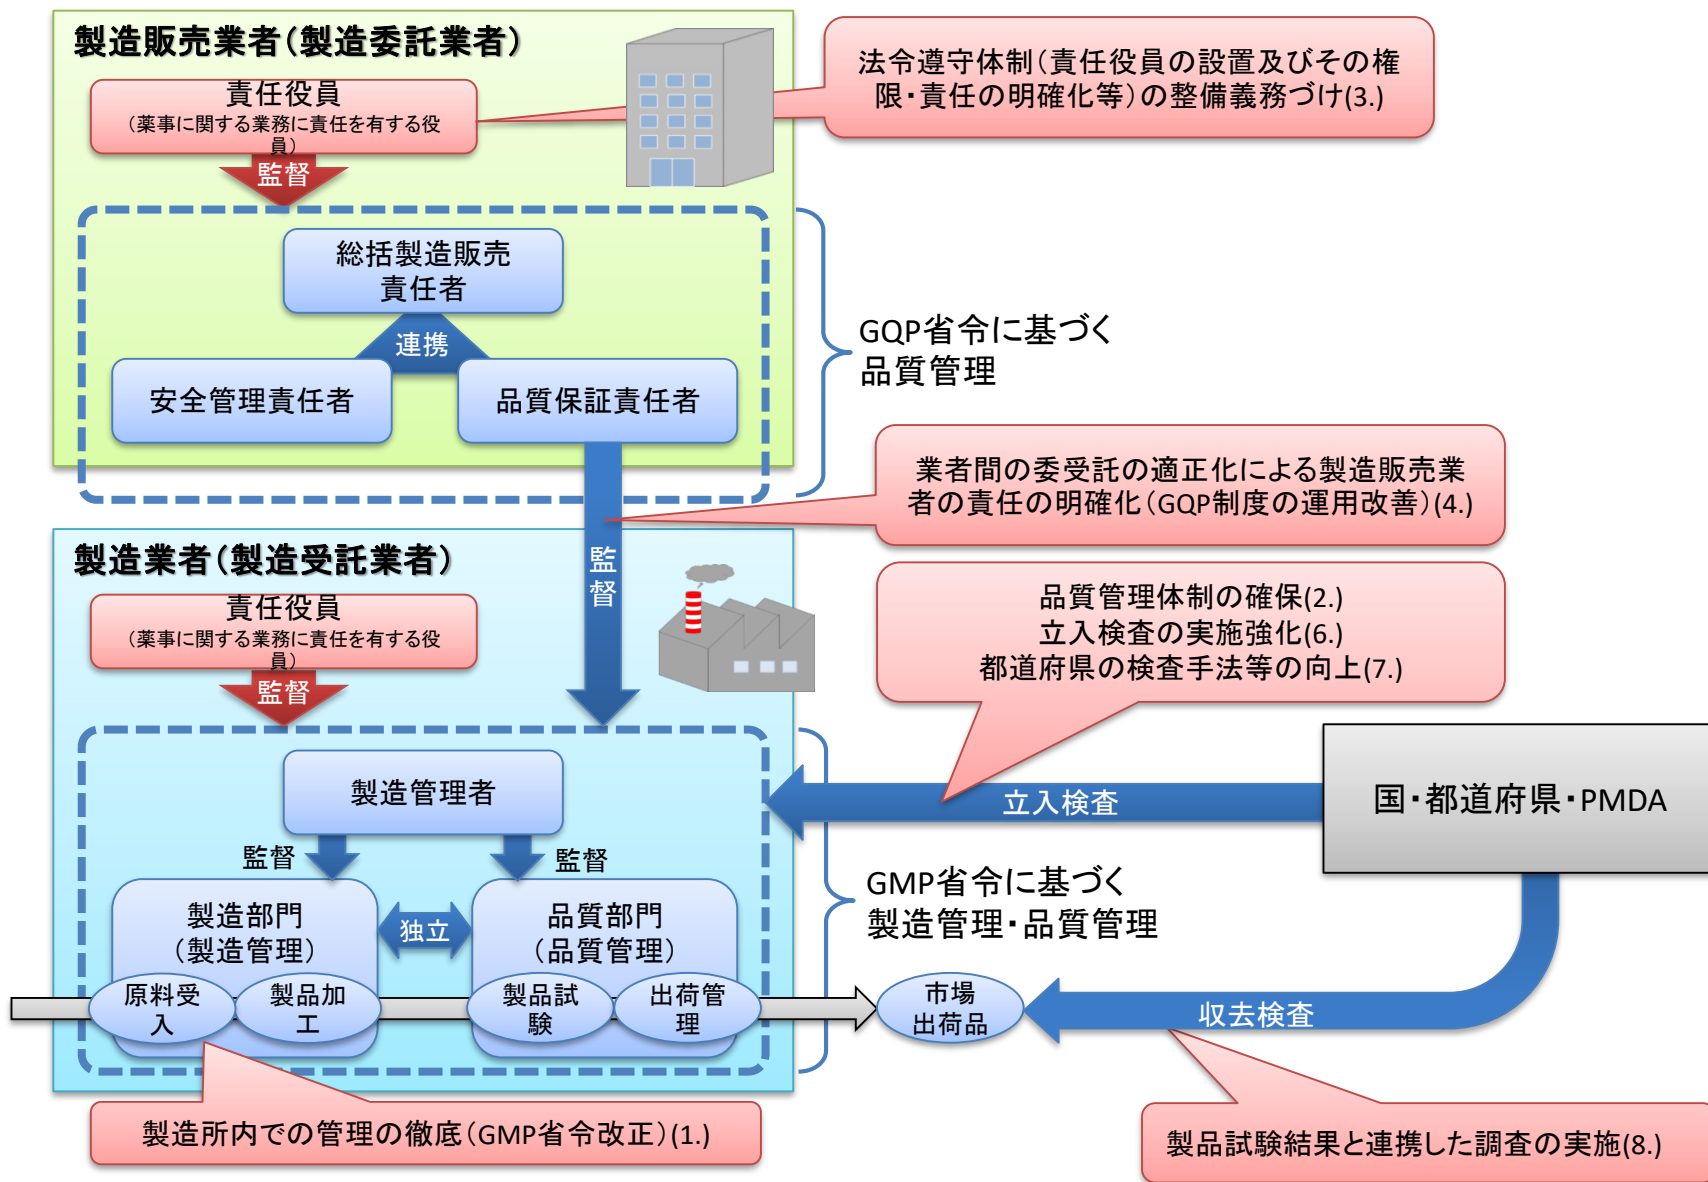 製造販売業者（製造委託業者）
責任役員
（薬事に関する業務に責任を有する役
員）
監督
法令遵守体制（責任役員の設置及びその権
限・責任の明確化等）の整備義務づけ(3.)
総括製造販売
責任者
連携
安全管理責任者
品質保証責任者
GQP省令に基づく
品質管理
業者間の委受託の適正化による製造販売業
者の責任の明確化（GQP制度の運用改善）(4.)
監
督
製造業者（製造受託業者）
責任役員
（薬事に関する業務に責任を有する役
員）
監督
品質管理体制の確保(2.)
立入検査の実施強化(6.)
都道府県の検査手法等の向上(7.)
製造管理者
監督
監督
立入検査
国・都道府県・PMDA
製造部門
（製造管理）
独立
品質部門
（品質管理）
GMP省令に基づく
製造管理・品質管理
原料受
入
製品加
工
製品試
験
出荷管
理
市場
出荷品
収去検査
製造所内での管理の徹底（GMP省令改正）(1.)
製品試験結果と連携した調査の実施(8.)